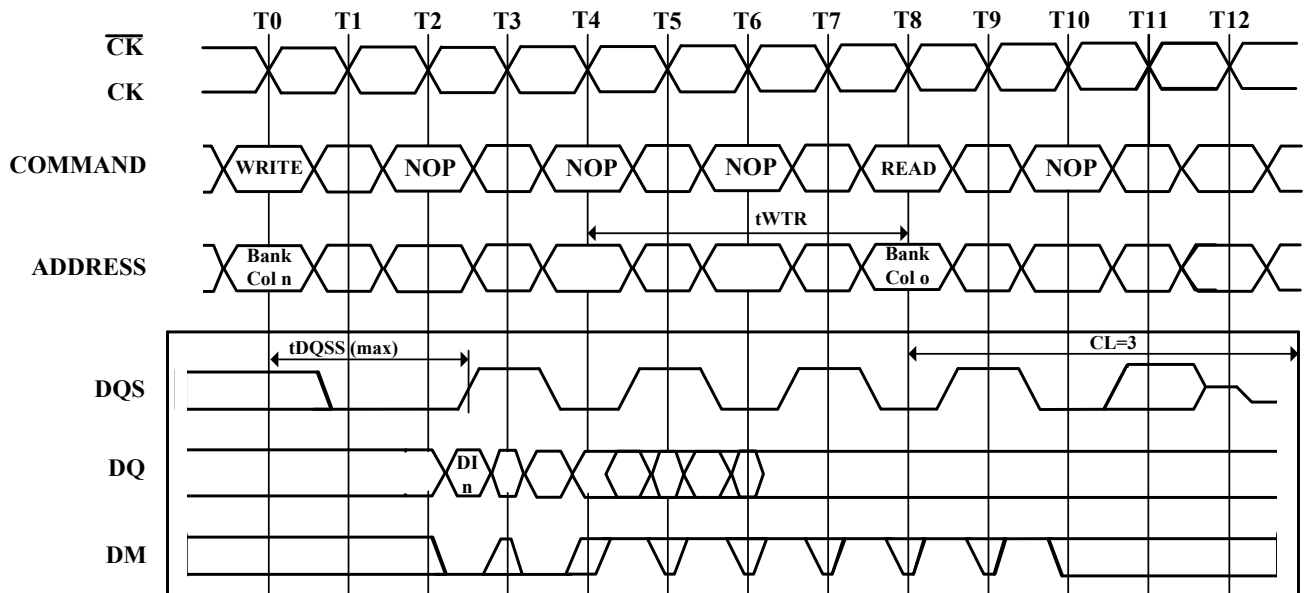 T0 T1 T2 T3 T4 T5 T6 T7 T8 T9 T10 T11 T12
CK
CK
COMMAND WRITE NOP NOP NOP READ NOP
tWTR
ADDRESS Bank Col n Bank Col o
tDQSS (max) CL=3
DQS
DQ DI n
DM